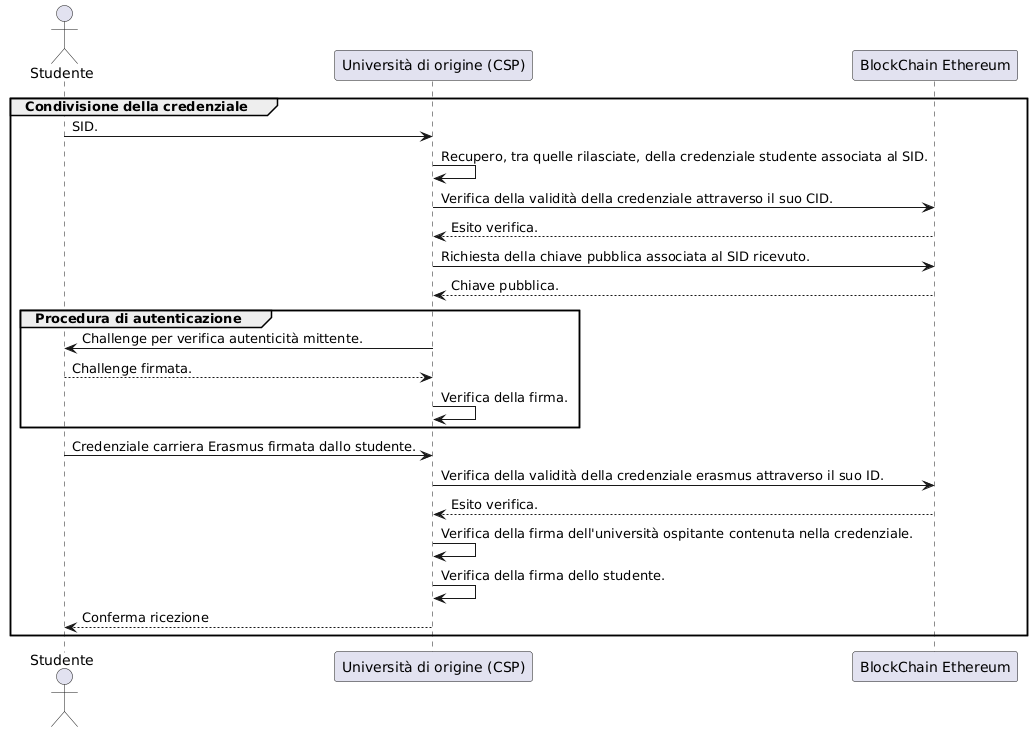 Studente
Università di origine (CSP)
BlockChain Ethereum
Condivisione della credenziale
SID.
Recupero, tra quelle rilasciate, della credenziale studente associata al SID.
Verifica della validità della credenziale attraverso il suo CID.
Esito verifica.
Richiesta della chiave pubblica associata al SID ricevuto.
Chiave pubblica.
Procedura di autenticazione
Challenge per verifica autenticità mittente.
Challenge firmata.
Verifica della firma.
Credenziale carriera Erasmus firmata dallo studente.
Verifica della validità della credenziale erasmus attraverso il suo ID.
Esito verifica.
Verifica della firma dell'università ospitante contenuta nella credenziale.
Verifica della firma dello studente.
Conferma ricezione
Studente
Università di origine (CSP)
BlockChain Ethereum